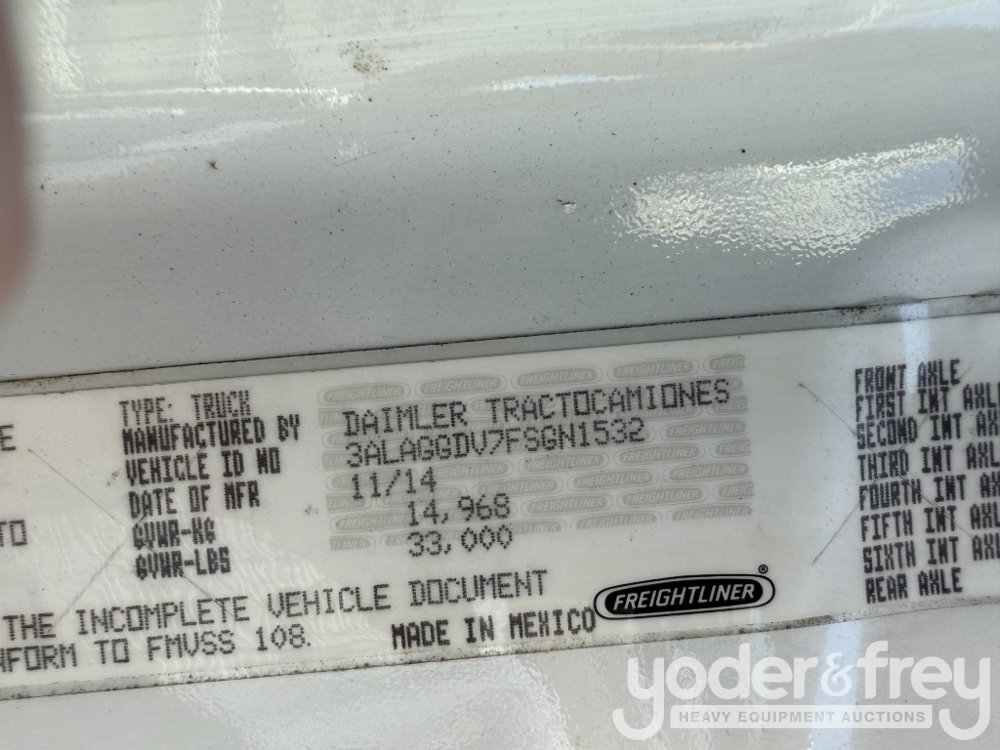 TYPE: TRUCK
MANUFACTURED BY DAIMLER TRACTOCAMIONES
VEHICLE ID NO 3ALAGGDV7FSGN1532
DATE OF MFR 11/14
GVWR-KG 14,968
GVWR-LBS 33,000
THE INCOMPLETE VEHICLE DOCUMENT
NFORM TO FMVSS 108.
MADE IN MEXICO
FREIGHTLINER®
FRONT AXLE
FIRST INT AXL
SECOND INT AX
THIRD INT AX
FOURTH INT AX
FIFTH INT AXL
SIXTH INT AXL
REAR AXLE
yoder&frey
HEAVY EQUIPMENT AUCTIONS